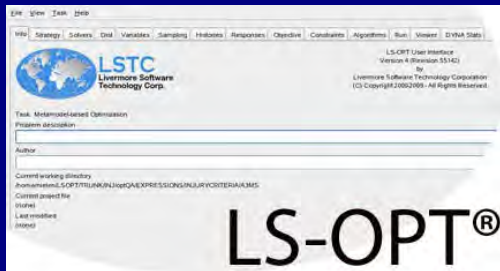 File View Task Help
Info Strategy Solvers Dist Variables Sampling Histories Responses Objective Constraints Algorithms Run Viewer DYNA Stats
LSTC
Livermore Software
Technology Corp.
LS-OPT User Interface
Version 4 (Revision 55142)
by
Livermore Software Technology Corporation
(C) Copyright 2000-2009 - All Rights Reserved
Task: Metamodel-based Optimization
Problem description
Author
Current working directory
Current project file
(none)
Last modified
(none)
LS-OPT®